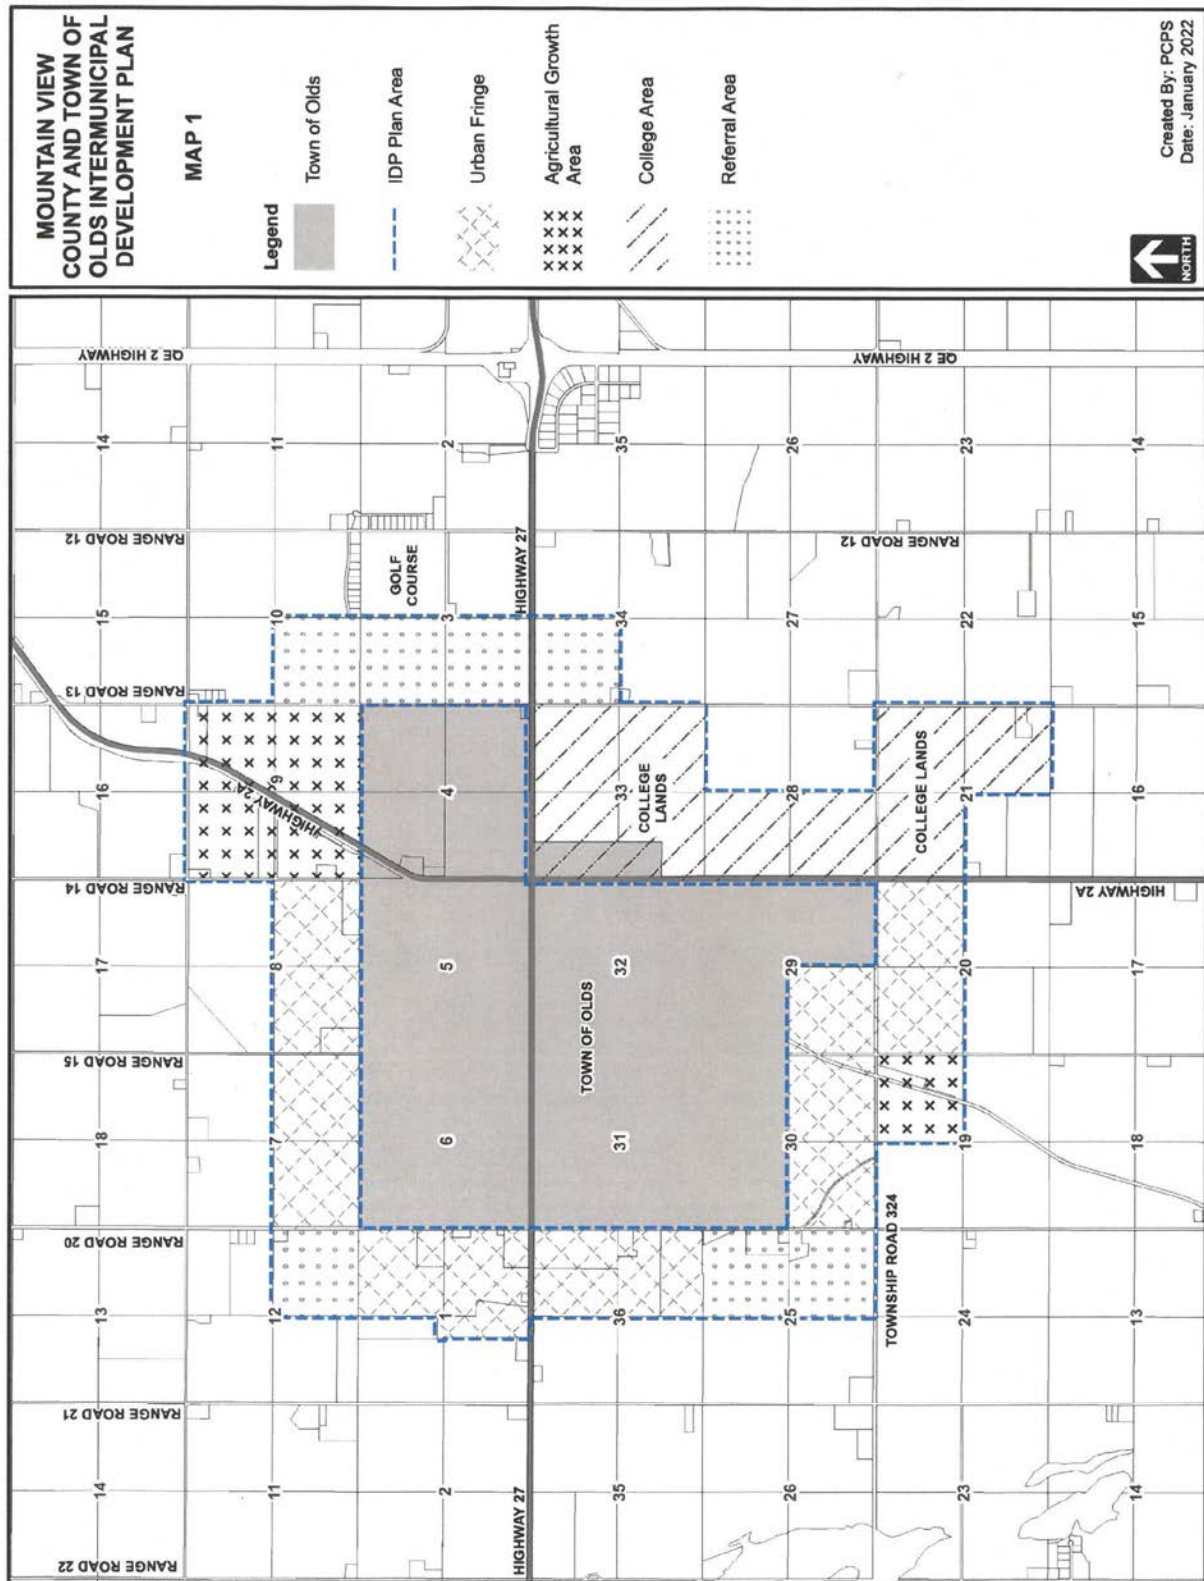 MOUNTAIN VIEW
COUNTY AND TOWN OF
OLDS INTERMUNICIPAL
DEVELOPMENT PLAN
MAP 1
Legend
Town of Olds
IDP Plan Area
Urban Fringe
Agricultural Growth
Area
College Area
Referral Area
NORTH
Created By: PCPS
Date: January 2022
14 13 18 17 16 15 14
RANGE ROAD 22
RANGE ROAD 21
RANGE ROAD 20
RANGE ROAD 15
RANGE ROAD 14
RANGE ROAD 13
RANGE ROAD 12
QE 2 HIGHWAY
11 12 7 8 9 10 11
HIGHWAY 2A
GOLF
COURSE
2 1 6 5 4 3 2
HIGHWAY 27
HIGHWAY 27
TOWN OF OLDS
35 36 31 32 33 34 35
COLLEGE
LANDS
26 25 30 29 28 27 26
TOWNSHIP ROAD 324
COLLEGE LANDS
RANGE ROAD 12
QE 2 HIGHWAY
23 24 19 20 21 22 23
HIGHWAY 2A
14 13 18 17 16 15 14